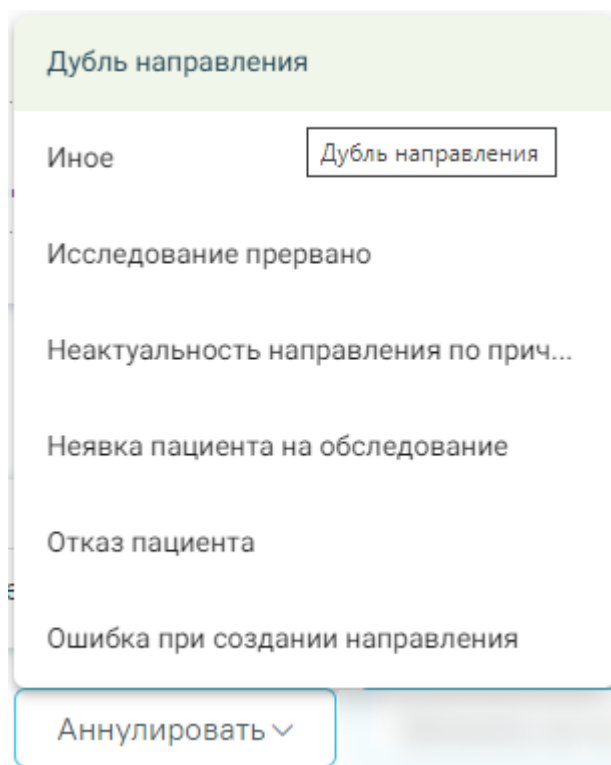 Дубль направления
Иное
Дубль направления
Исследование прервано
Неактуальность направления по прич...
Неявка пациента на обследование
Отказ пациента
Ошибка при создании направления
Аннулировать